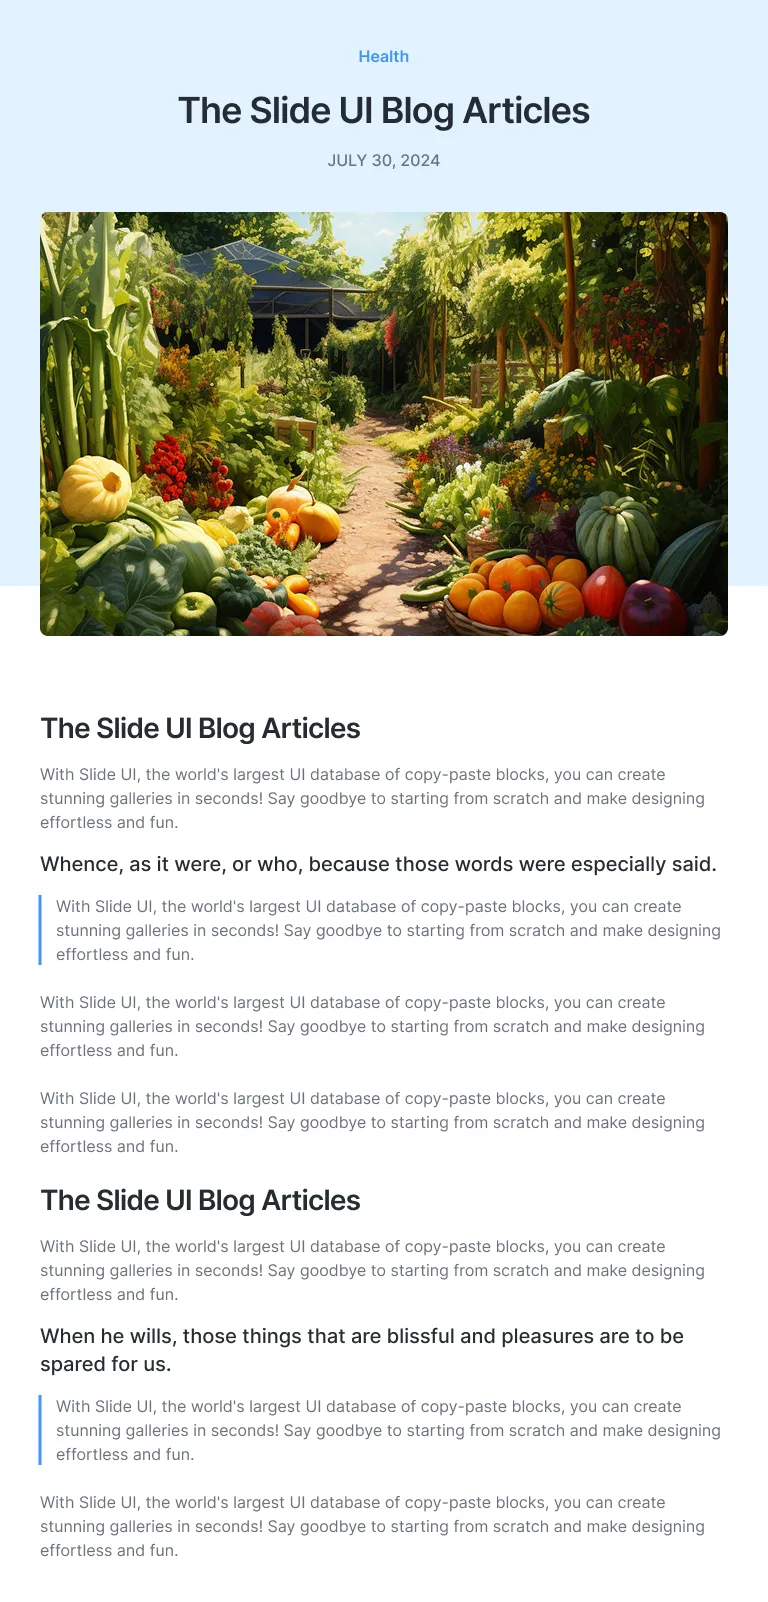 Health
The Slide UI Blog Articles
JULY 30, 2024
The Slide UI Blog Articles
With Slide UI, the world's largest UI database of copy-paste blocks, you can create
stunning galleries in seconds! Say goodbye to starting from scratch and make designing
effortless and fun.
Whence, as it were, or who, because those words were especially said.
With Slide UI, the world's largest UI database of copy-paste blocks, you can create
stunning galleries in seconds! Say goodbye to starting from scratch and make designing
effortless and fun.
With Slide UI, the world's largest UI database of copy-paste blocks, you can create
stunning galleries in seconds! Say goodbye to starting from scratch and make designing
effortless and fun.
With Slide UI, the world's largest UI database of copy-paste blocks, you can create
stunning galleries in seconds! Say goodbye to starting from scratch and make designing
effortless and fun.
The Slide UI Blog Articles
With Slide UI, the world's largest UI database of copy-paste blocks, you can create
stunning galleries in seconds! Say goodbye to starting from scratch and make designing
effortless and fun.
When he wills, those things that are blissful and pleasures are to be
spared for us.
With Slide UI, the world's largest UI database of copy-paste blocks, you can create
stunning galleries in seconds! Say goodbye to starting from scratch and make designing
effortless and fun.
With Slide UI, the world's largest UI database of copy-paste blocks, you can create
stunning galleries in seconds! Say goodbye to starting from scratch and make designing
effortless and fun.